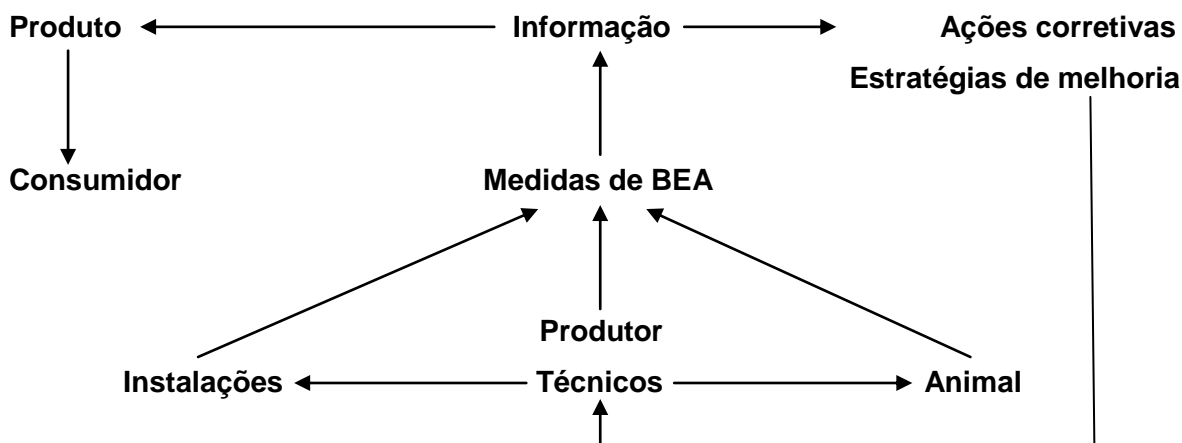 Produto Informação Ações corretivas
Estratégias de melhoria
Consumidor Medidas de BEA
Produtor
Instalações Técnicos Animal